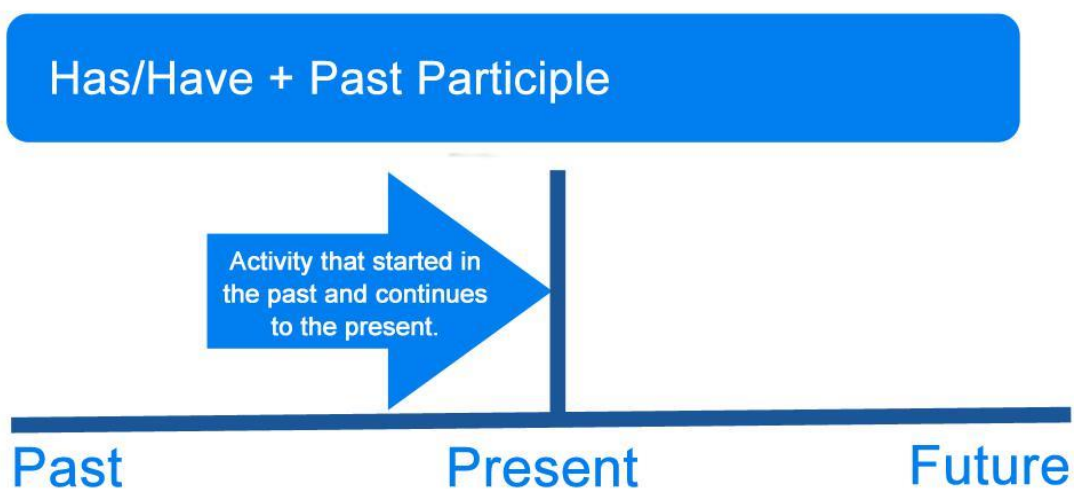 Has/Have + Past Participle
Activity that started in
the past and continues
to the present.
Past
Present
Future